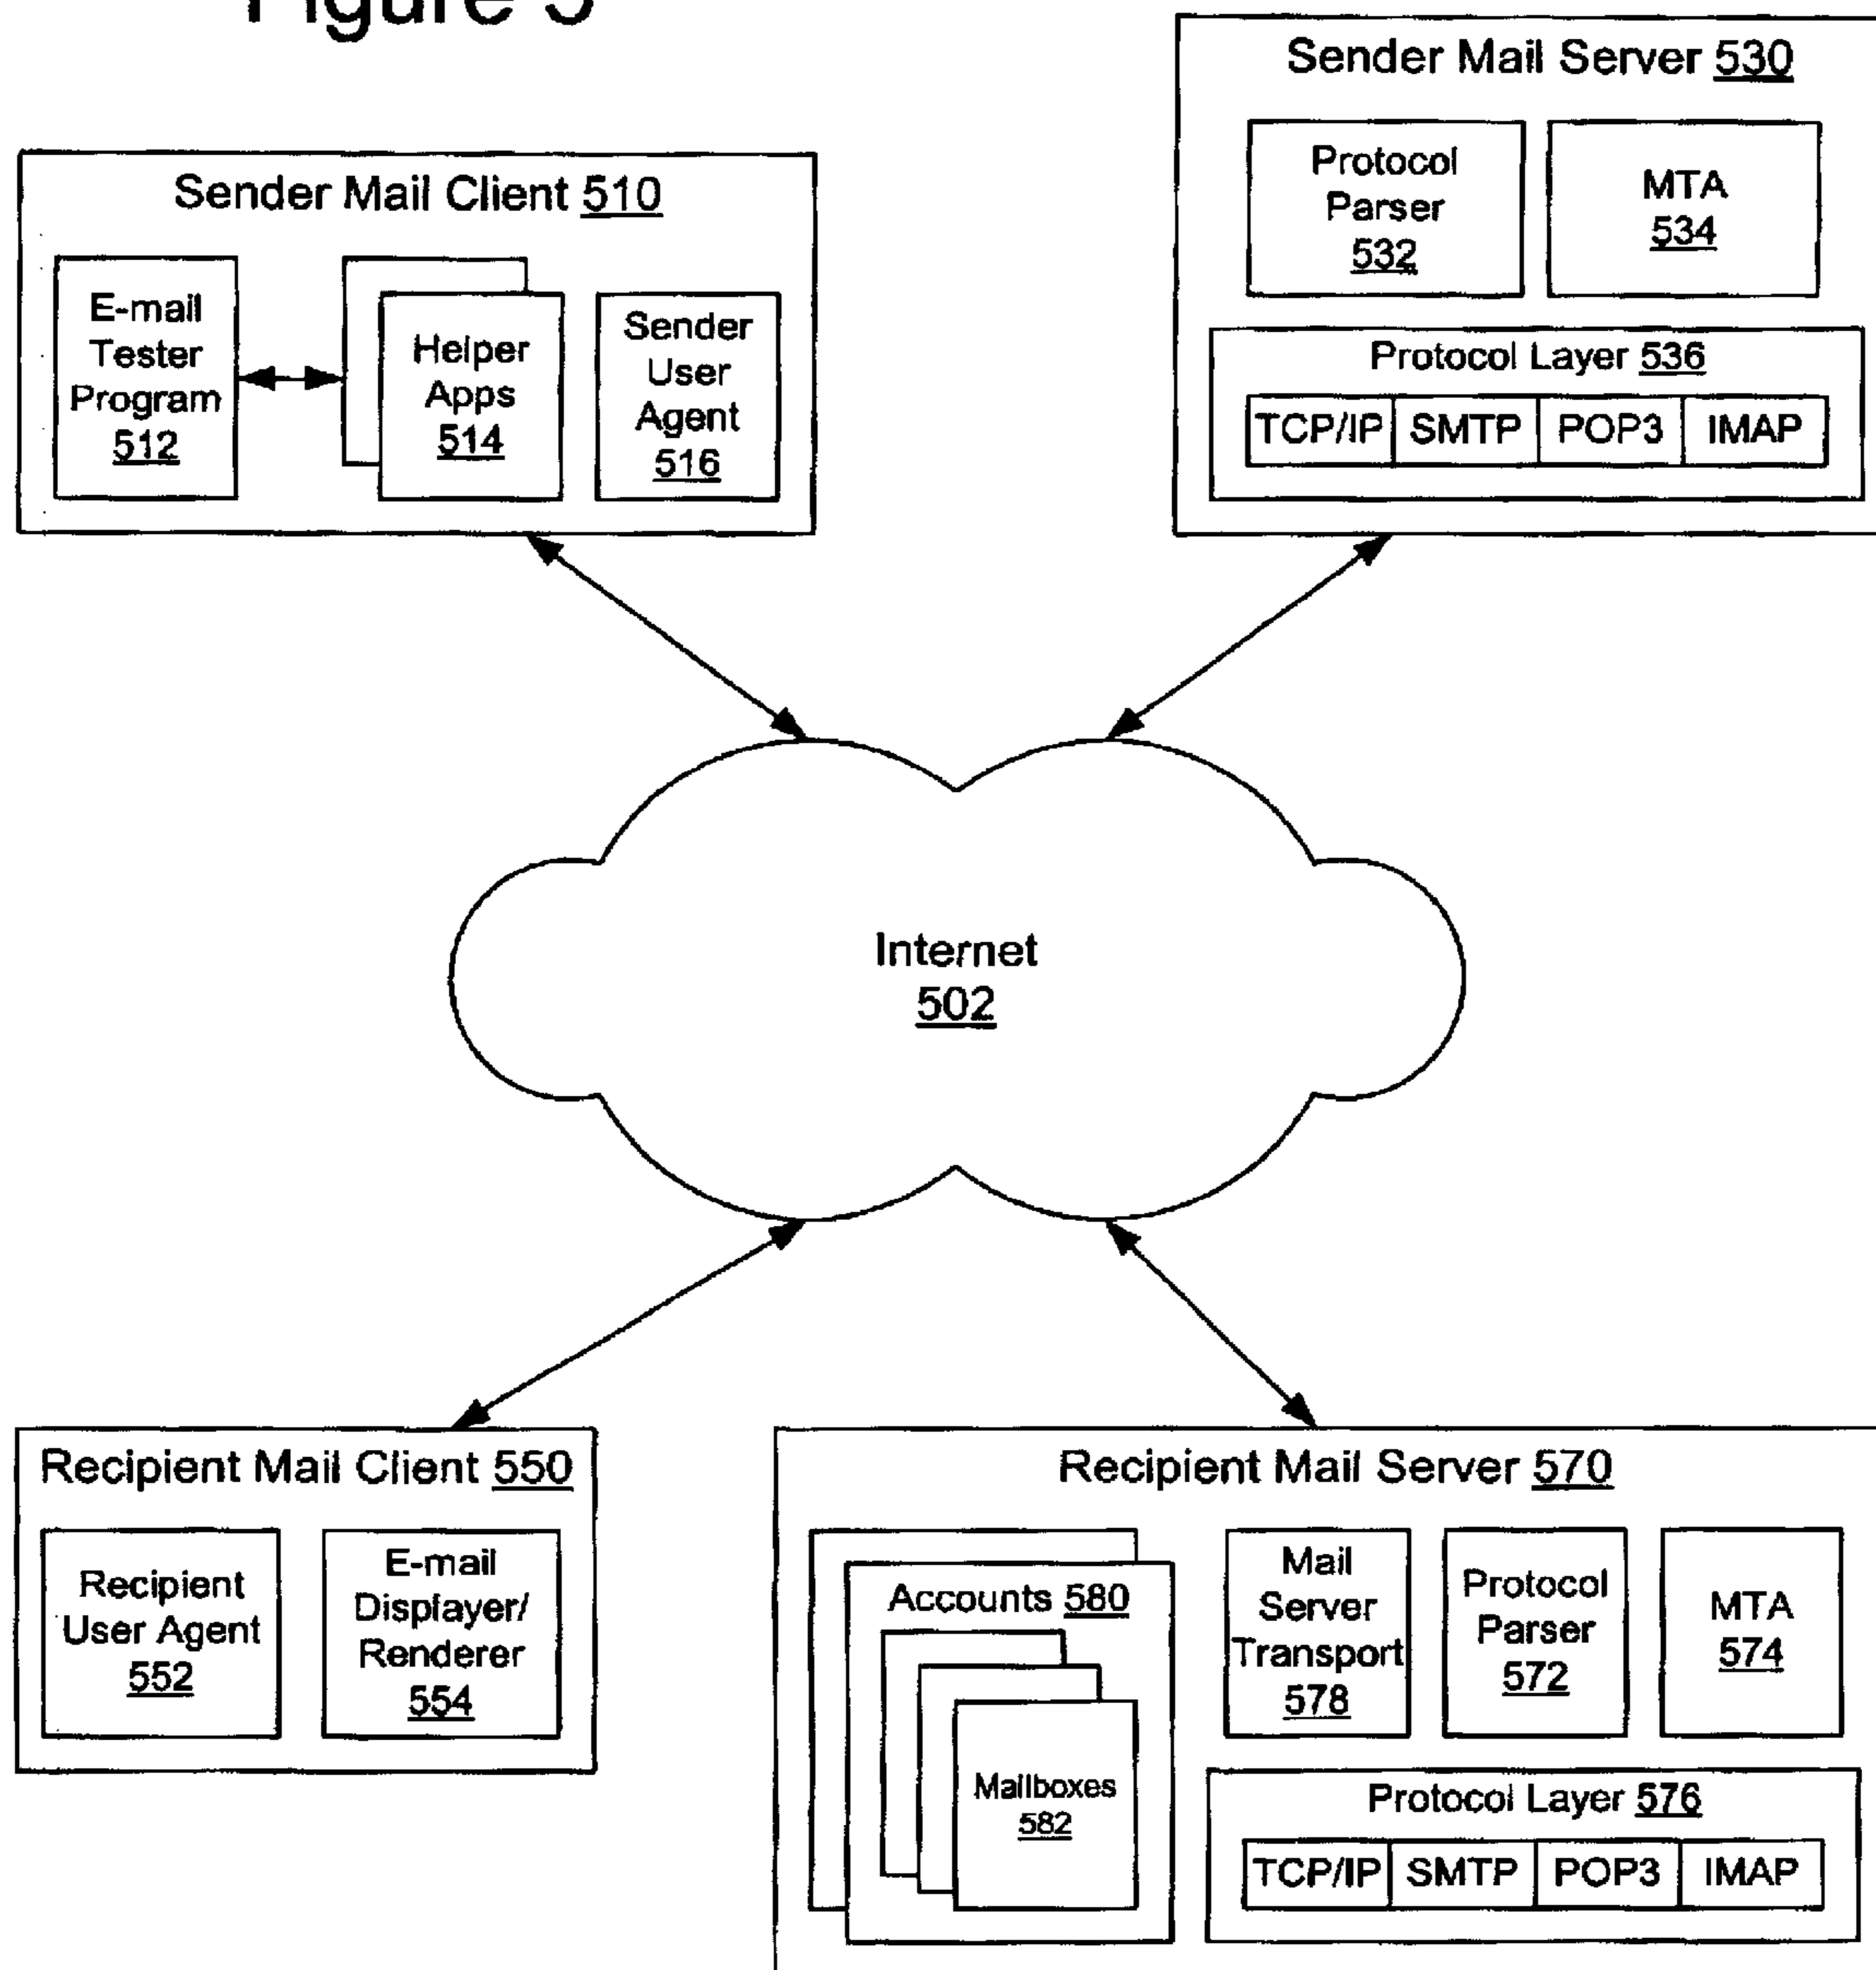 Figure 5
Sender Mail Server 530
Protocol
Parser
532
MTA
534
Protocol Layer 536
TCP/IP SMTP POP3 IMAP
Sender Mail Client 510
E-mail
Tester
Program
512
Helper
Apps
514
Sender
User
Agent
516
Internet
502
Recipient Mail Client 550
Recipient
User Agent
552
E-mail
Displayer/
Renderer
554
Recipient Mail Server 570
Accounts 580
Mailboxes
582
Mail
Server
Transport
578
Protocol
Parser
572
MTA
574
Protocol Layer 576
TCP/IP SMTP POP3 IMAP